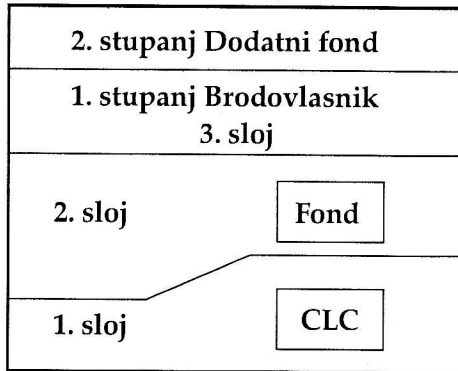 2. stupanj Dodatni fond
1. stupanj Brodovlasnik
3. sloj
2. sloj
Fond
1. sloj
CLC